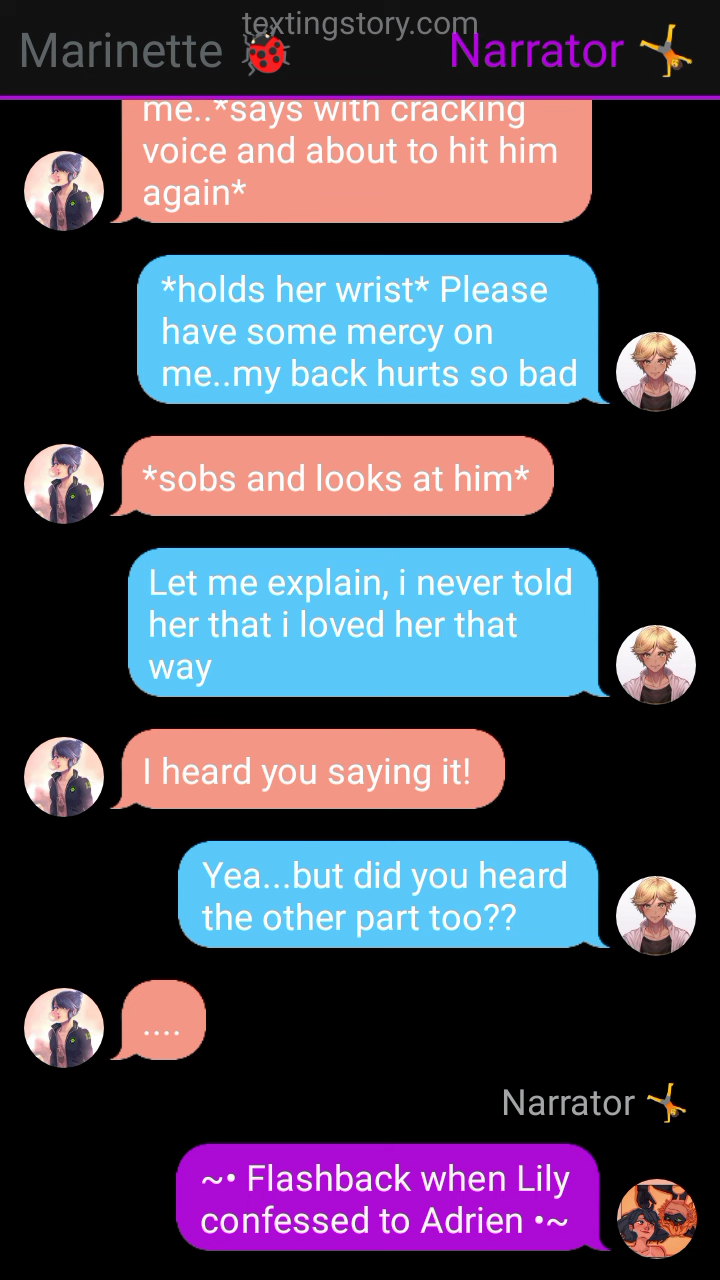 textingstory.com
Marinette 🐞 Narrator 🤸
me..*says with cracking
voice and about to hit him
again*
*holds her wrist* Please
have some mercy on
me..my back hurts so bad
*sobs and looks at him*
Let me explain, i never told
her that i loved her that
way
I heard you saying it!
Yea...but did you heard
the other part too??
....
Narrator 🤸
~• Flashback when Lily
confessed to Adrien •~